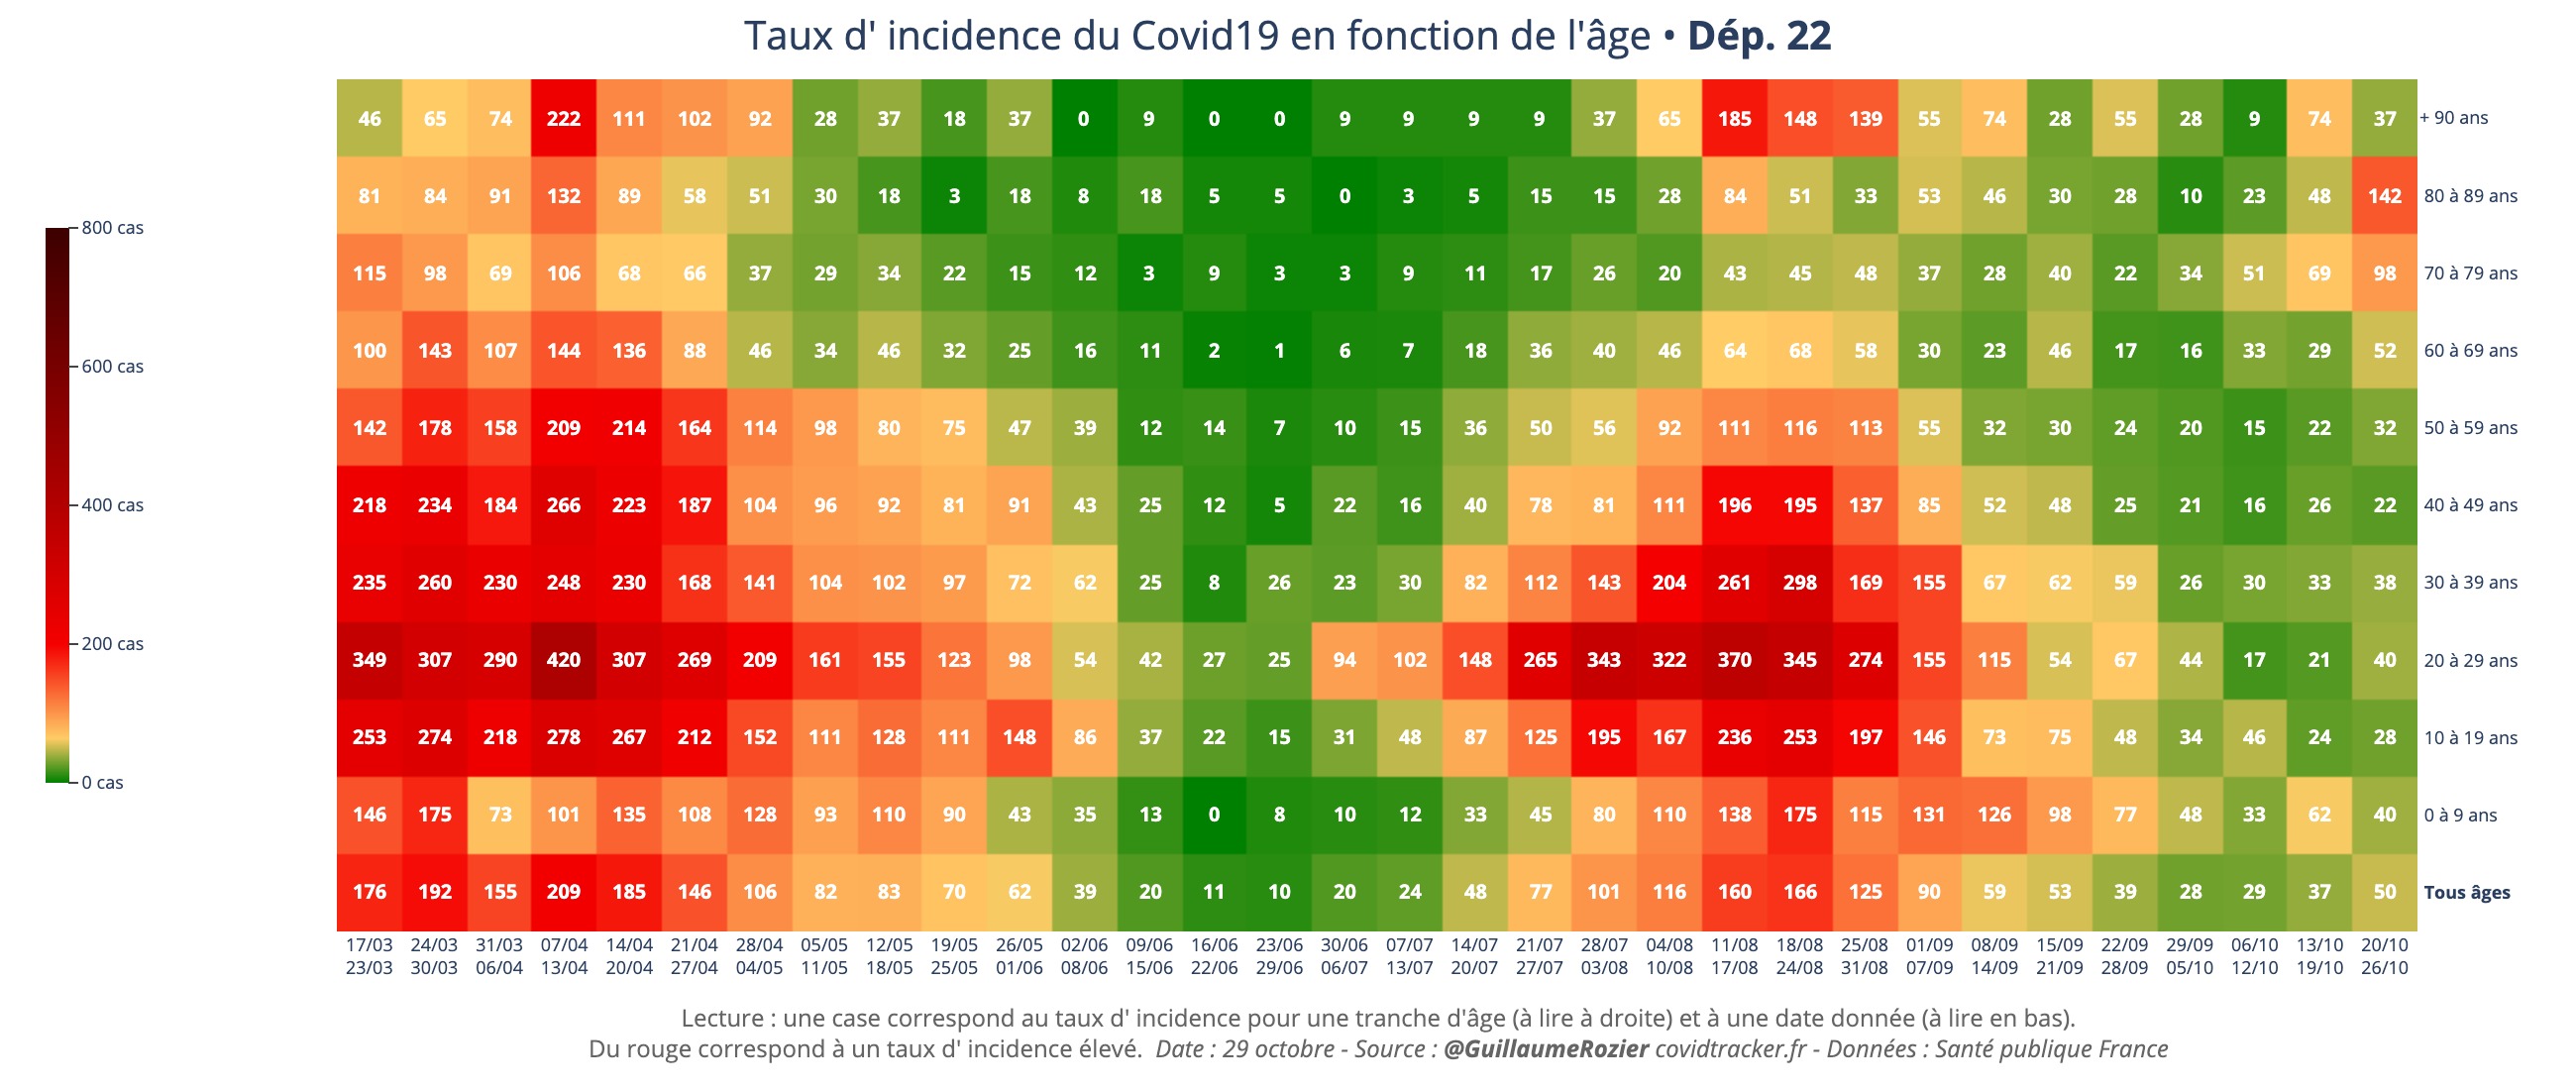 Taux d' incidence du Covid19 en fonction de l'âge • Dép. 22
800 cas
600 cas
400 cas
200 cas
0 cas
46 65 74 222 111 102 92 28 37 18 37 0 9 0 0 9 9 9 9 37 65 185 148 139 55 74 28 55 28 9 74 37 + 90 ans
81 84 91 132 89 58 51 30 18 3 18 8 18 5 5 0 3 5 15 15 28 84 51 33 53 46 30 28 10 23 48 142 80 à 89 ans
115 98 69 106 68 66 37 29 34 22 15 12 3 9 3 3 9 11 17 26 20 43 45 48 37 28 40 22 34 51 69 98 70 à 79 ans
100 143 107 144 136 88 46 34 46 32 25 16 11 2 1 6 7 18 36 40 46 64 68 58 30 23 46 17 16 33 29 52 60 à 69 ans
142 178 158 209 214 164 114 98 80 75 47 39 12 14 7 10 15 36 50 56 92 111 116 113 55 32 30 24 20 15 22 32 50 à 59 ans
218 234 184 266 223 187 104 96 92 81 91 43 25 12 5 22 16 40 78 81 111 196 195 137 85 52 48 25 21 16 26 22 40 à 49 ans
235 260 230 248 230 168 141 104 102 97 72 62 25 8 26 23 30 82 112 143 204 261 298 169 155 67 62 59 26 30 33 38 30 à 39 ans
349 307 290 420 307 269 209 161 155 123 98 54 42 27 25 94 102 148 265 343 322 370 345 274 155 115 54 67 44 17 21 40 20 à 29 ans
253 274 218 278 267 212 152 111 128 111 148 86 37 22 15 31 48 87 125 195 167 236 253 197 146 73 75 48 34 46 24 28 10 à 19 ans
146 175 73 101 135 108 128 93 110 90 43 35 13 0 8 10 12 33 45 80 110 138 175 115 131 126 98 77 48 33 62 40 0 à 9 ans
176 192 155 209 185 146 106 82 83 70 62 39 20 11 10 20 24 48 77 101 116 160 166 125 90 59 53 39 28 29 37 50 Tous âges
17/03 24/03 31/03 07/04 14/04 21/04 28/04 05/05 12/05 19/05 26/05 02/06 09/06 16/06 23/06 30/06 07/07 14/07 21/07 28/07 04/08 11/08 18/08 25/08 01/09 08/09 15/09 22/09 29/09 06/10 13/10 20/10
23/03 30/03 06/04 13/04 20/04 27/04 04/05 11/05 18/05 25/05 01/06 08/06 15/06 22/06 29/06 06/07 13/07 20/07 27/07 03/08 10/08 17/08 24/08 31/08 07/09 14/09 21/09 28/09 05/10 12/10 19/10 26/10
Lecture : une case correspond au taux d' incidence pour une tranche d'âge (à lire à droite) et à une date donnée (à lire en bas).
Du rouge correspond à un taux d' incidence élevé. Date : 29 octobre - Source : @GuillaumeRozier covidtracker.fr - Données : Santé publique France